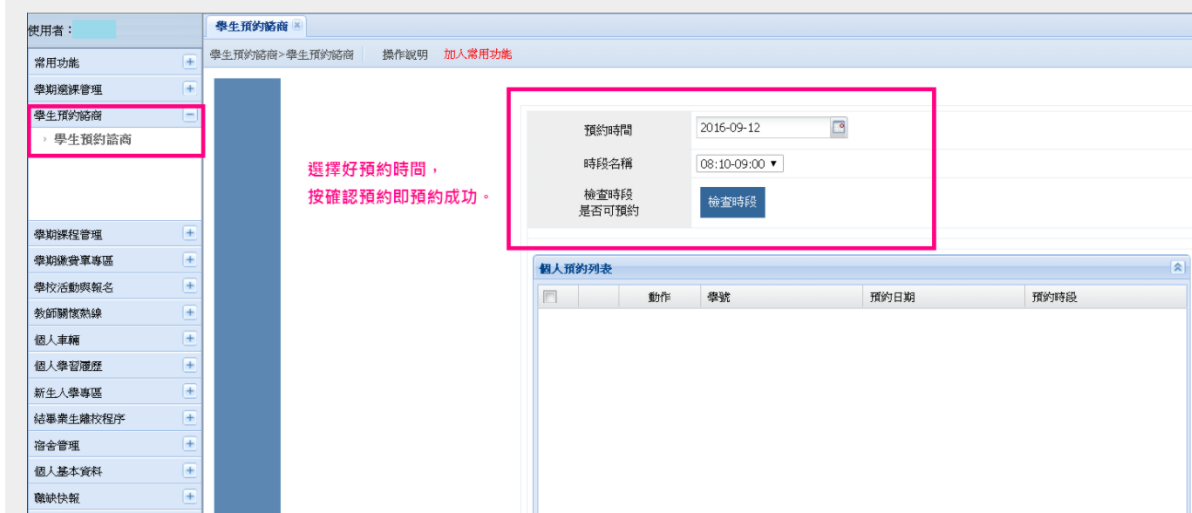 使用者：
學生預約諮商
常用功能
學生預約諮商>學生預約諮商 操作說明 加入常用功能
學期選課管理
學生預約諮商
學生預約諮商
預約時間 2016-09-12
時段名稱 08:10-09:00
檢查時段
是否可預約
檢查時段
選擇好預約時間，
按確認預約即預約成功。
學期課程管理
學期繳費單專區
學校活動與報名
教師關懷熱線
個人車輛
個人學習履歷
新生入學專區
結畢業生離校程序
宿舍管理
個人基本資料
職缺快報
個人預約列表
動作 學號 預約日期 預約時段